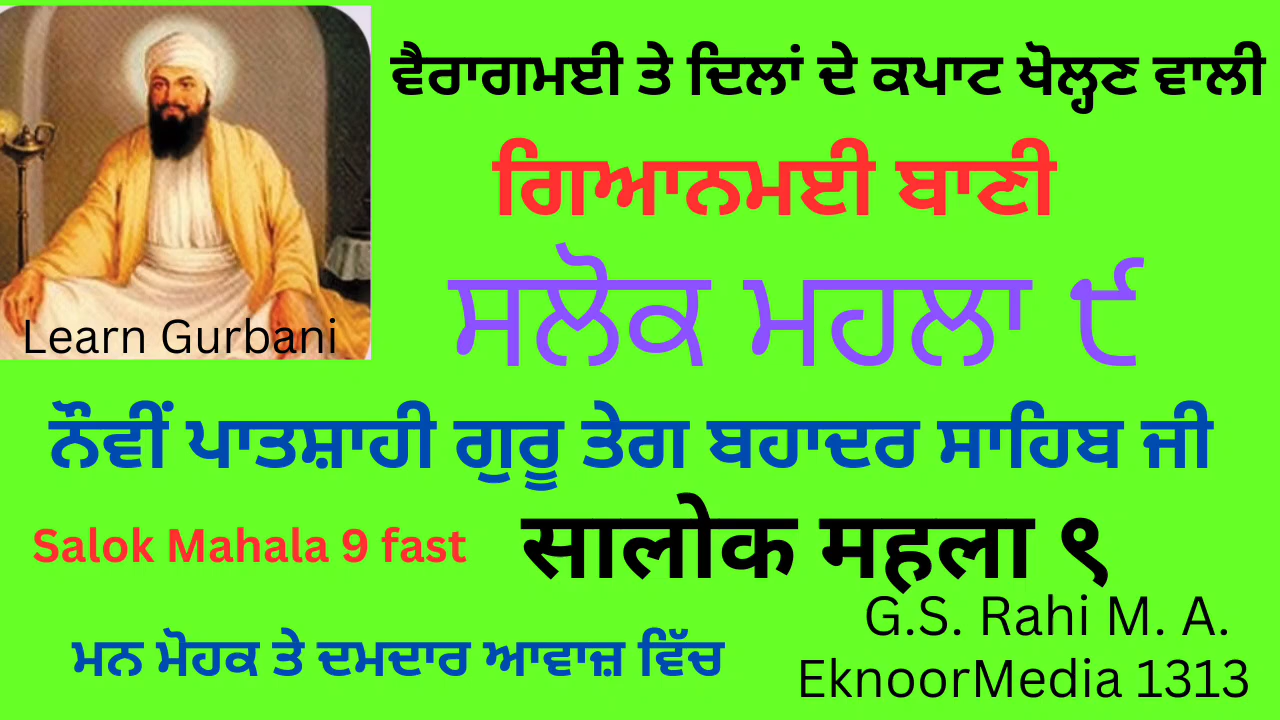 ਵੈਰਾਗਮਈ ਤੇ ਦਿਲਾਂ ਦੇ ਕਪਾਟ ਖੋਲ੍ਹਣ ਵਾਲੀ
ਗਿਆਨਮਈ ਬਾਣੀ
ਸਲੋਕ ਮਹਲਾ ੯
Learn Gurbani
ਨੌਵੀਂ ਪਾਤਸ਼ਾਹੀ ਗੁਰੂ ਤੇਗ ਬਹਾਦਰ ਸਾਹਿਬ ਜੀ
Salok Mahala 9 fast
सालोक महला ९
G.S. Rahi M. A.
ਮਨ ਮੋਹਕ ਤੇ ਦਮਦਾਰ ਆਵਾਜ਼ ਵਿੱਚ
EknoorMedia 1313